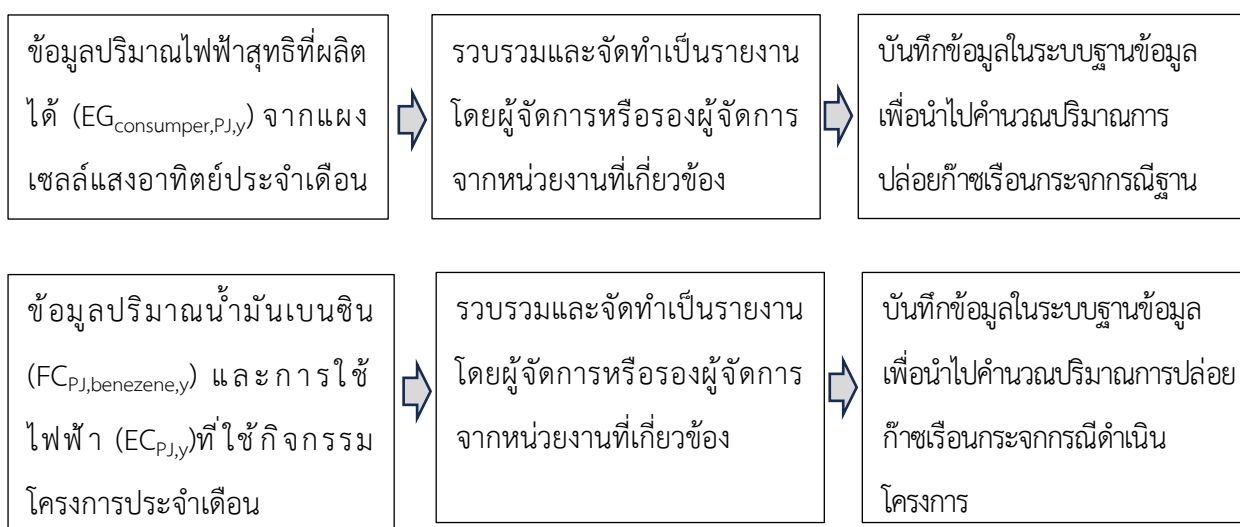 ข้อมูลปริมาณไฟฟ้าสุทธิที่ผลิต
ได้ (EGconsumper,PJ,y) จากแผง
เซลล์แสงอาทิตย์ประจำเดือน
รวบรวมและจัดทำเป็นรายงาน
โดยผู้จัดการหรือรองผู้จัดการ
จากหน่วยงานที่เกี่ยวข้อง
บันทึกข้อมูลในระบบฐานข้อมูล
เพื่อนำไปคำนวณปริมาณการ
ปล่อยก๊าซเรือนกระจกกรณีฐาน
ข้อมูลปริมาณน้ำมันเบนซิน
(FCPJ,benezene,y) และการใช้
ไฟฟ้า (ECPJ,y)ที่ใช้กิจกรรม
โครงการประจำเดือน
รวบรวมและจัดทำเป็นรายงาน
โดยผู้จัดการหรือรองผู้จัดการ
จากหน่วยงานที่เกี่ยวข้อง
บันทึกข้อมูลในระบบฐานข้อมูล
เพื่อนำไปคำนวณปริมาณการปล่อย
ก๊าซเรือนกระจกกรณีดำเนิน
โครงการ